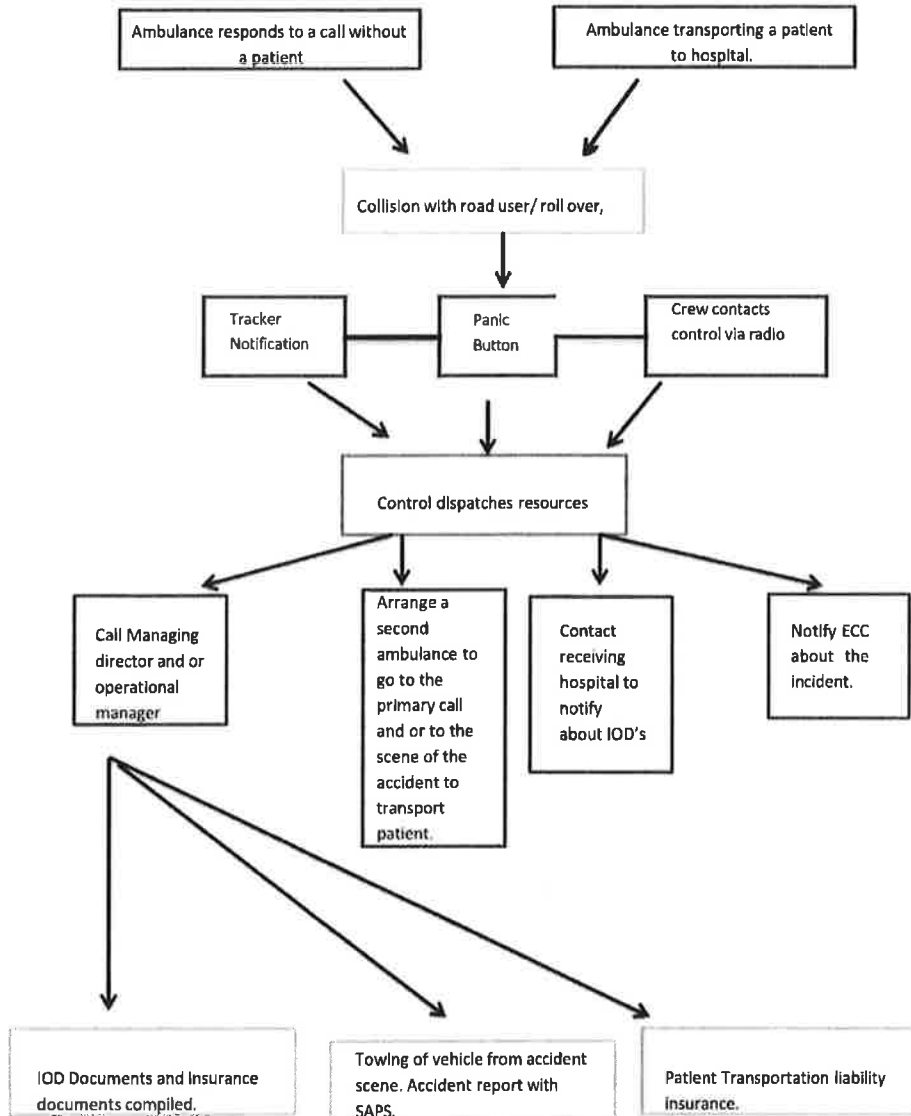 Ambulance responds to a call without
a patient
Ambulance transporting a patient
to hospital.
Collision with road user/ roll over,
Tracker
Notification
Panic
Button
Crew contacts
control via radio
Control dispatches resources
Call Managing
director and or
operational
manager
Arrange a
second
ambulance to
go to the
primary call
and or to the
scene of the
accident to
transport
patient.
Contact
receiving
hospital to
notify
about IOD's
Notify ECC
about the
incident.
IOD Documents and Insurance
documents compiled.
Towing of vehicle from accident
scene. Accident report with
SAPS.
Patient Transportation liability
insurance.